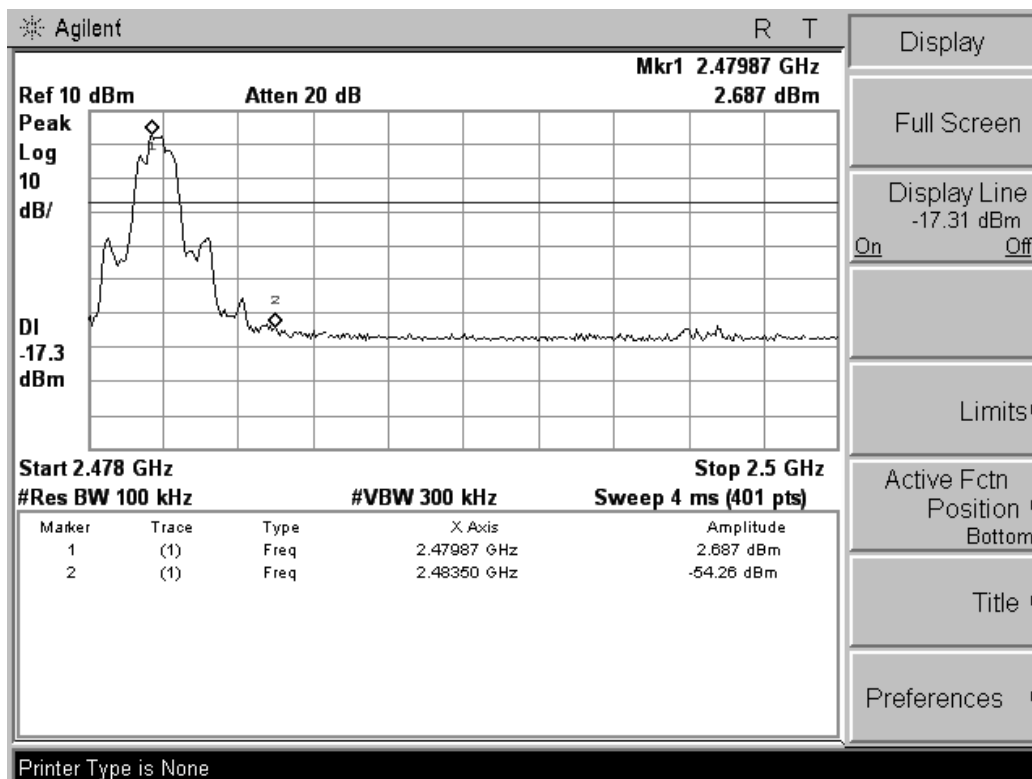 Agilent R T
Mkr1 2.47987 GHz
Ref 10 dBm Atten 20 dB 2.687 dBm
Peak
Log
10
dB/
1
2
DI
-17.3
dBm
Start 2.478 GHz Stop 2.5 GHz
#Res BW 100 kHz #VBW 300 kHz Sweep 4 ms (401 pts)
Marker Trace Type X Axis Amplitude
1 (1) Freq 2.47987 GHz 2.687 dBm
2 (1) Freq 2.48350 GHz -54.26 dBm
Display
Full Screen
Display Line
-17.31 dBm
On Off
Limits
Active Fctn
Position
Bottom
Title
Preferences
Printer Type is None